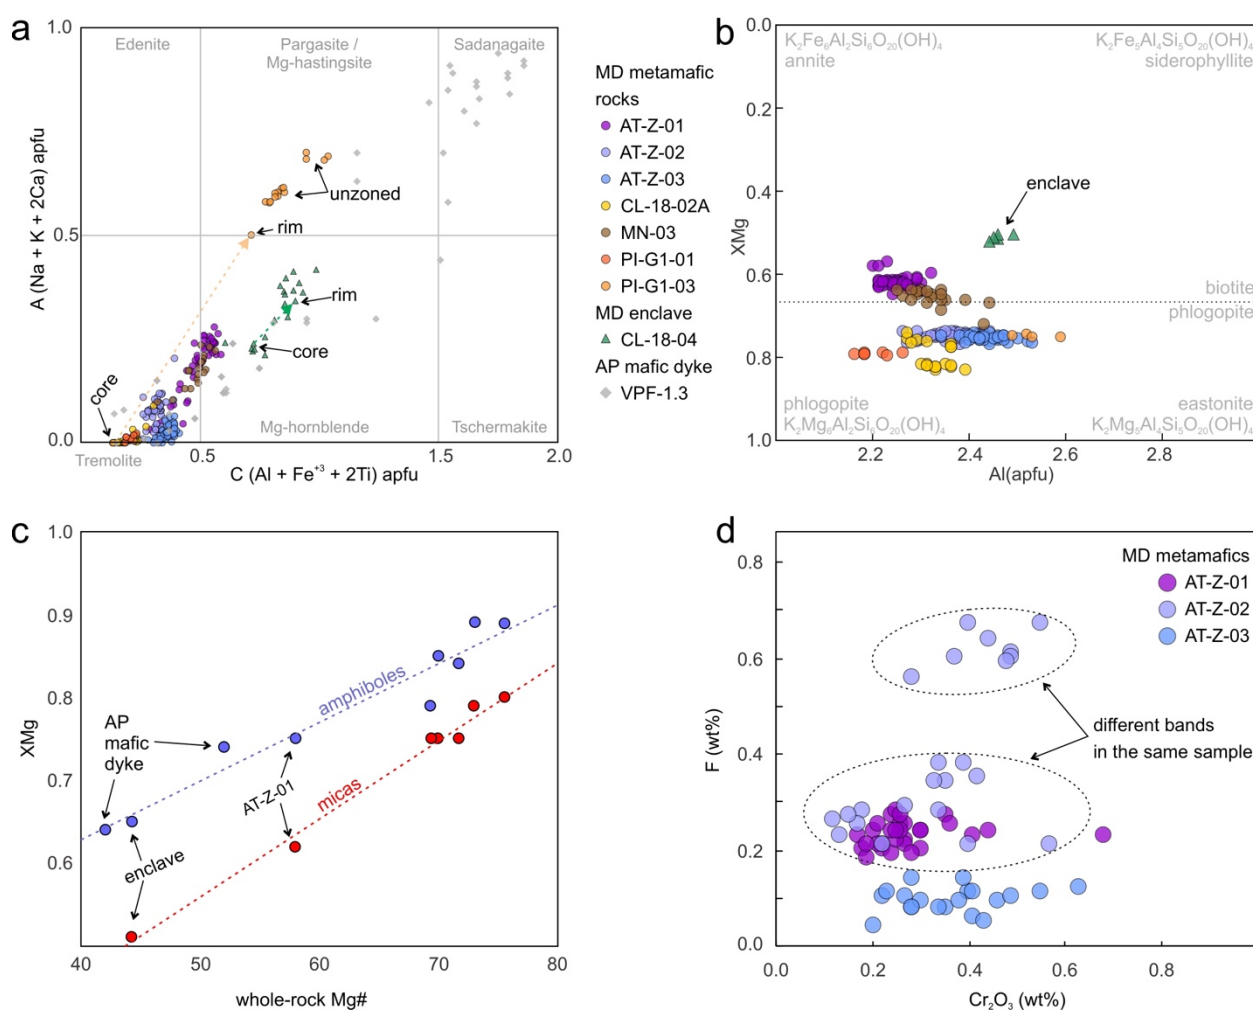 a
1.0
0.5
0.0
A (Na + K + 2Ca) apfu
Edenite
Pargasite /
Mg-hastingsite
Sadanagaite
unzoned
rim
rim
core
core
Mg-hornblende
Tschermakite
Tremolite
0.5
1.5
2.0
C (Al + Fe⁺³ + 2Ti) apfu
MD metamafic
rocks
AT-Z-01
AT-Z-02
AT-Z-03
CL-18-02A
MN-03
PI-G1-01
PI-G1-03
MD enclave
CL-18-04
AP mafic dyke
VPF-1.3
b
0.0
0.2
0.4
0.6
0.8
1.0
XMg
K₂Fe₆Al₂Si₆O₂₀(OH)₄
annite
K₂Fe₅Al₄Si₅O₂₀(OH)₄
siderophyllite
enclave
biotite
phlogopite
phlogopite
K₂Mg₆Al₂Si₆O₂₀(OH)₄
eastonite
K₂Mg₅Al₄Si₅O₂₀(OH)₄
2.2
2.4
2.6
2.8
Al(apfu)
c
1.0
0.9
0.8
0.7
0.6
XMg
amphiboles
micas
AP
mafic
dyke
AT-Z-01
enclave
40
50
60
70
80
whole-rock Mg#
d
0.8
0.6
0.4
0.2
0.0
F (wt%)
MD metamafics
AT-Z-01
AT-Z-02
AT-Z-03
different bands
in the same sample
0.0
0.2
0.4
0.6
0.8
Cr₂O₃ (wt%)